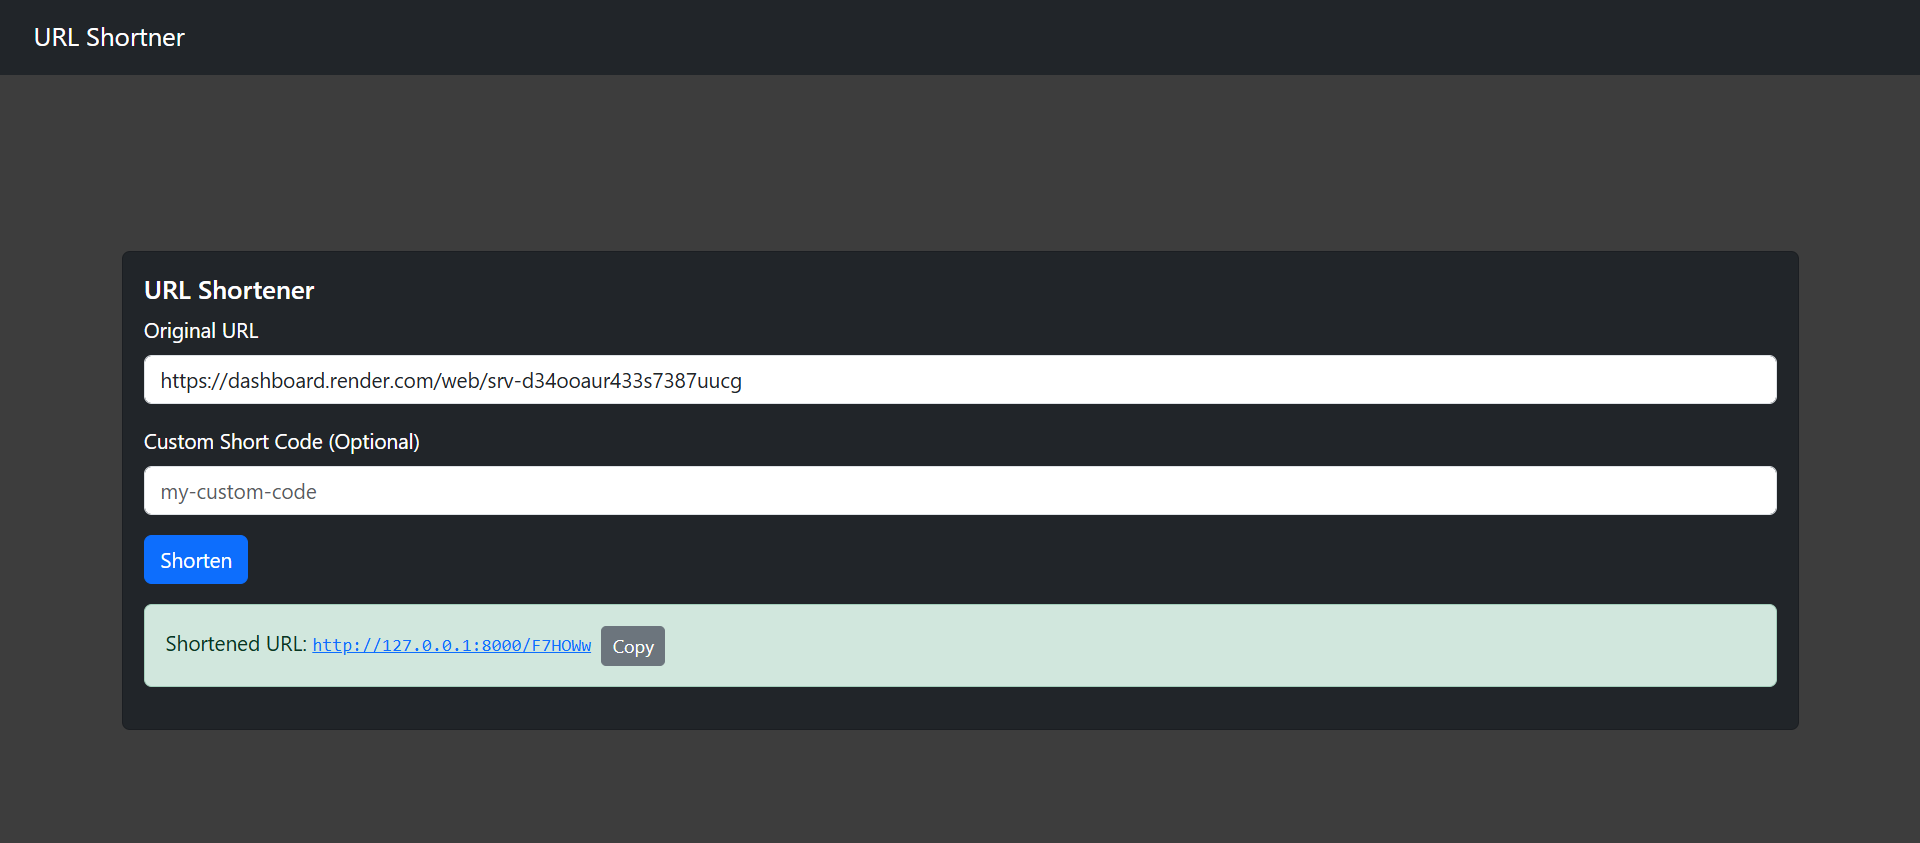 URL Shortner
URL Shortener
Original URL
https://dashboard.render.com/web/srv-d34ooaur433s7387uucg
Custom Short Code (Optional)
my-custom-code
Shorten
Shortened URL: http://127.0.0.1:8000/F7HOWw Copy